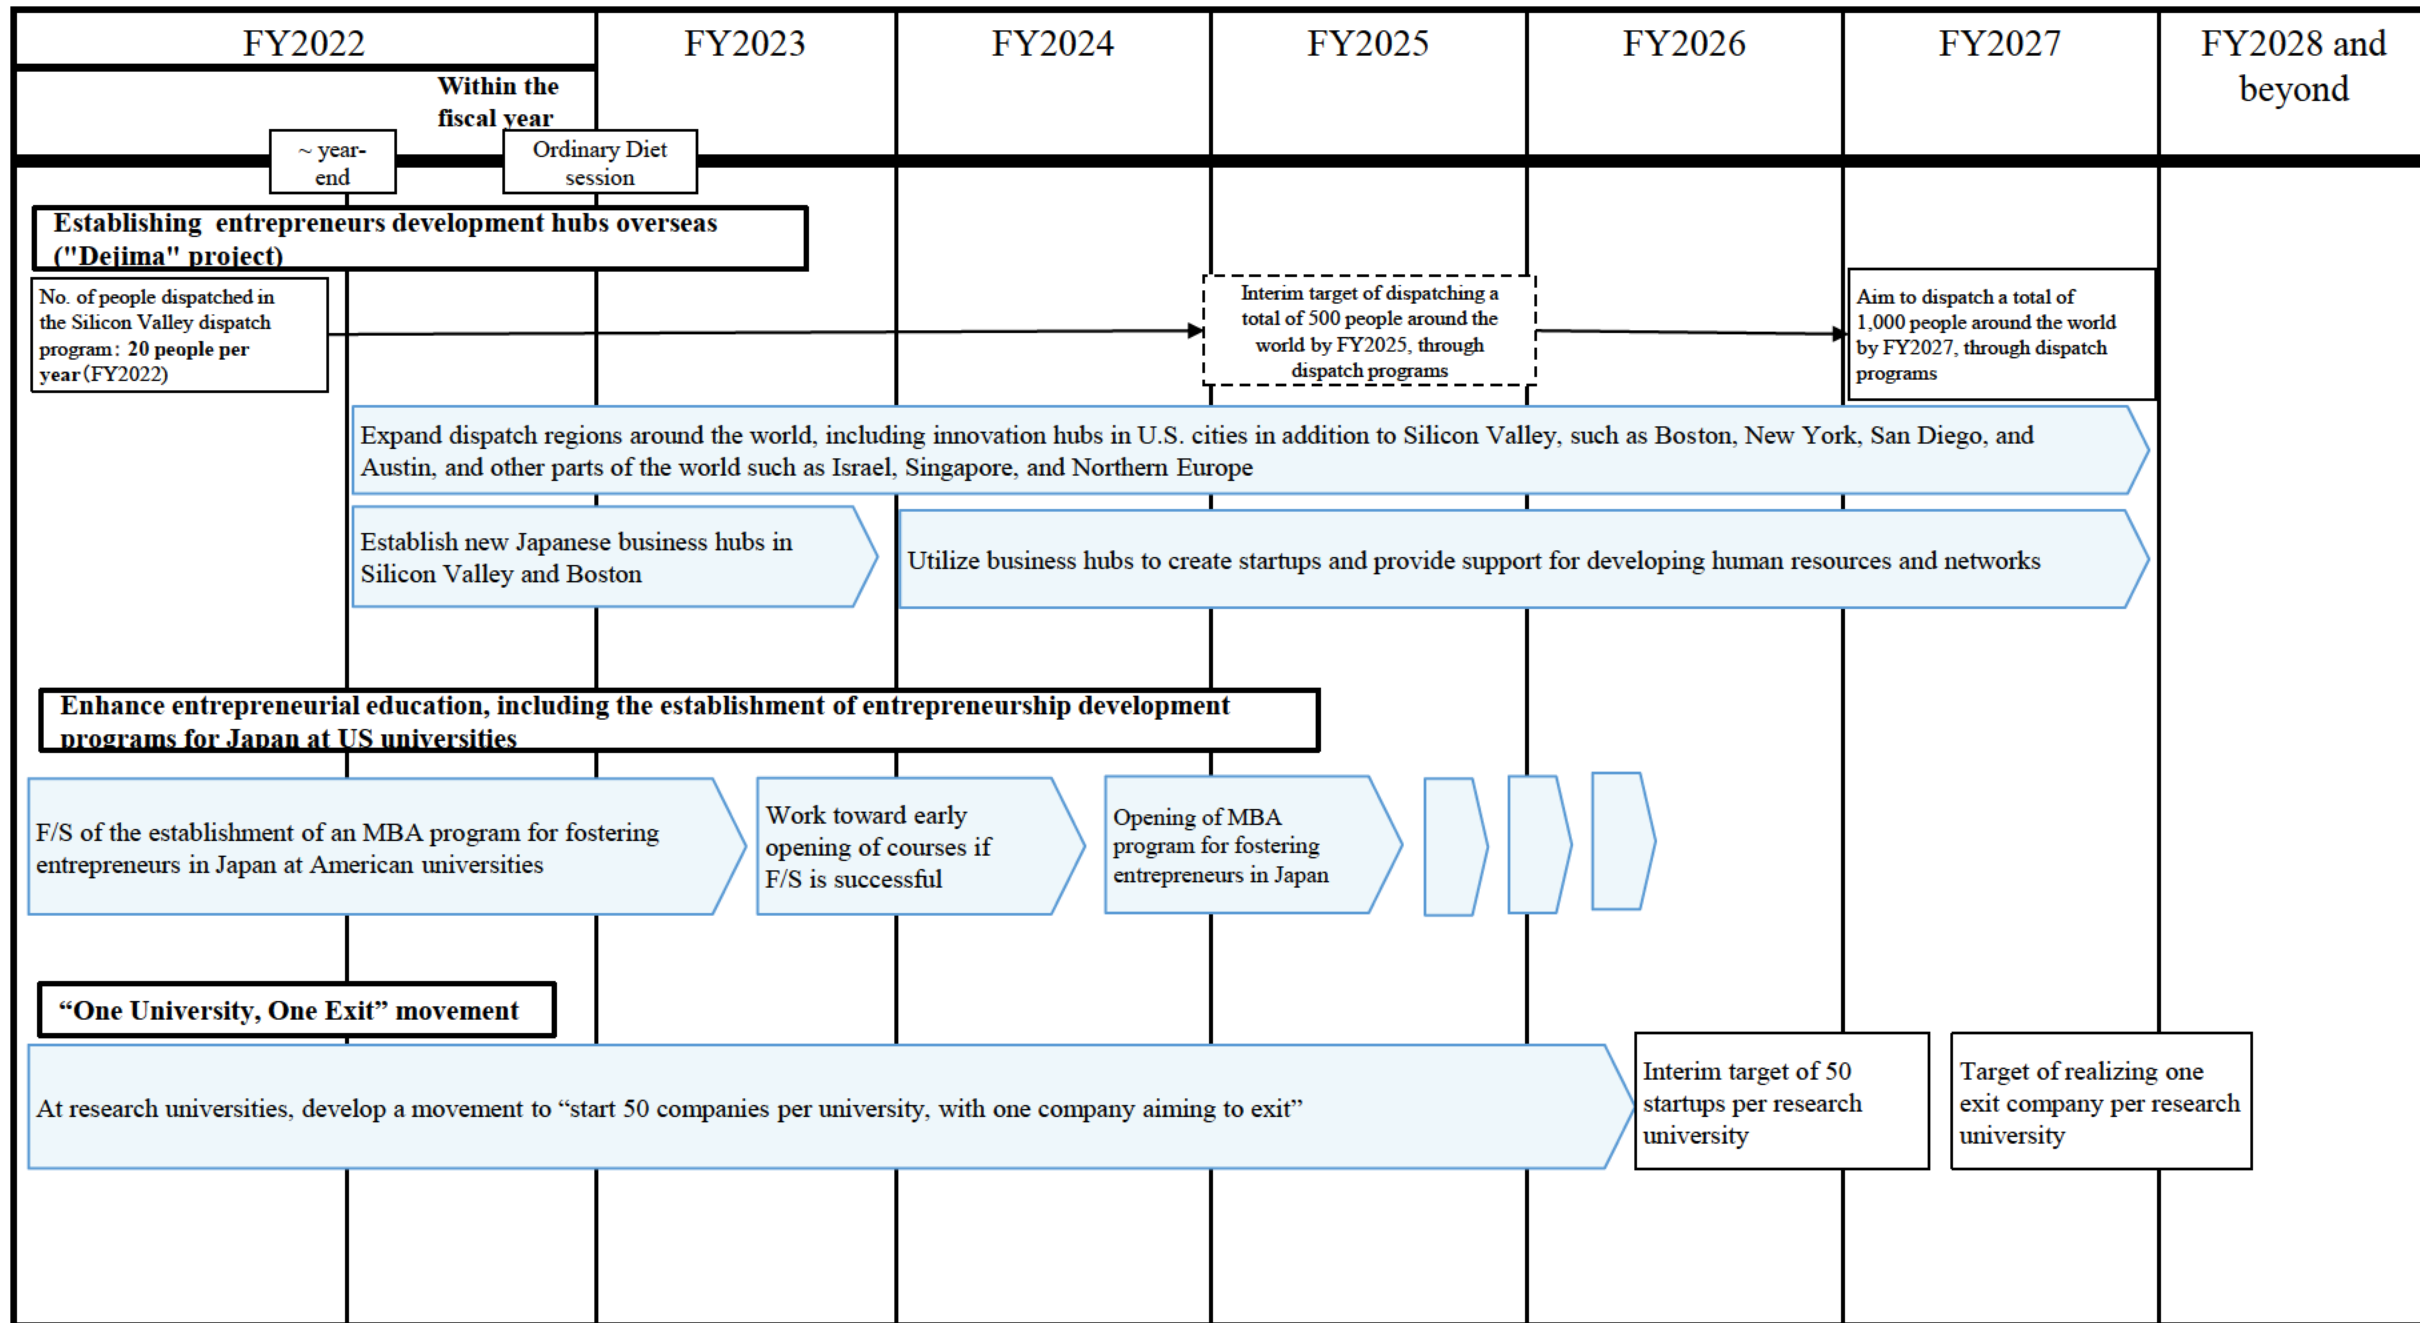 FY2022
FY2023
FY2024
FY2025
FY2026
FY2027
FY2028 and
beyond
Within the
fiscal year
~ year-
end
Ordinary Diet
session
Establishing entrepreneurs development hubs overseas
("Dejima" project)
No. of people dispatched in
the Silicon Valley dispatch
program: 20 people per
year (FY2022)
Interim target of dispatching a
total of 500 people around the
world by FY2025, through
dispatch programs
Aim to dispatch a total of
1,000 people around the world
by FY2027, through dispatch
programs
Expand dispatch regions around the world, including innovation hubs in U.S. cities in addition to Silicon Valley, such as Boston, New York, San Diego, and
Austin, and other parts of the world such as Israel, Singapore, and Northern Europe
Establish new Japanese business hubs in
Silicon Valley and Boston
Utilize business hubs to create startups and provide support for developing human resources and networks
Enhance entrepreneurial education, including the establishment of entrepreneurship development
programs for Japan at US universities
F/S of the establishment of an MBA program for fostering
entrepreneurs in Japan at American universities
Work toward early
opening of courses if
F/S is successful
Opening of MBA
program for fostering
entrepreneurs in Japan
“One University, One Exit” movement
At research universities, develop a movement to “start 50 companies per university, with one company aiming to exit”
Interim target of 50
startups per research
university
Target of realizing one
exit company per research
university